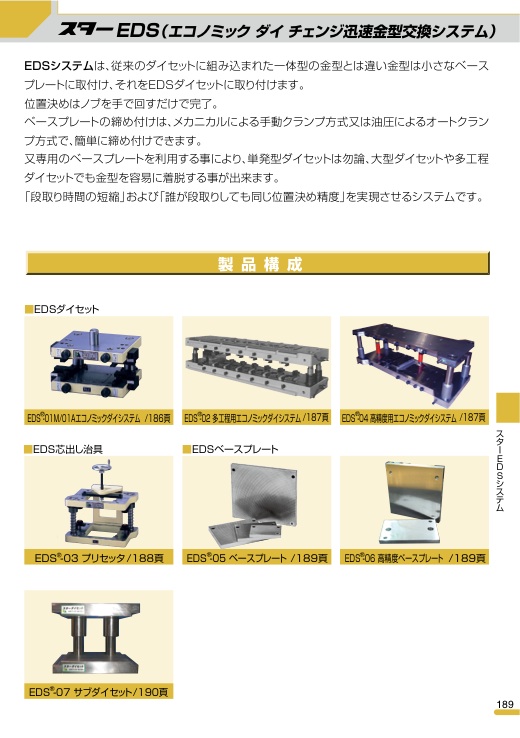 スター EDS(エコノミック ダイ チェンジ迅速金型交換システム)
EDSシステムは、従来のダイセットに組み込まれた一体型の金型とは違い金型は小さなベース
プレートに取付け、それをEDSダイセットに取り付けます。
位置決めはノブを手で回すだけで完了。
ベースプレートの締め付けは、メカニカルによる手動クランプ方式又は油圧によるオートクラン
プ方式で、簡単に締め付けできます。
又専用のベースプレートを利用する事により、単発型ダイセットは勿論、大型ダイセットや多工程
ダイセットでも金型を容易に着脱する事が出来ます。
「段取り時間の短縮」および「誰が段取りしても同じ位置決め精度」を実現させるシステムです。
製品構成
■EDSダイセット
EDS®01M/01Aエコノミックダイシステム /186頁
EDS®02 多工程用エコノミックダイシステム/187頁
EDS®04 高精度用エコノミックダイシステム /187頁
■EDS芯出し治具
■EDSベースプレート
EDS®-03 プリセッタ/188頁
EDS®05 ベースプレート /189頁
EDS®06 高精度ベースプレート /189頁
スターEDSシステム
スターダイセット
スターダイセット
EDS®-07 サブダイセット/190頁
189